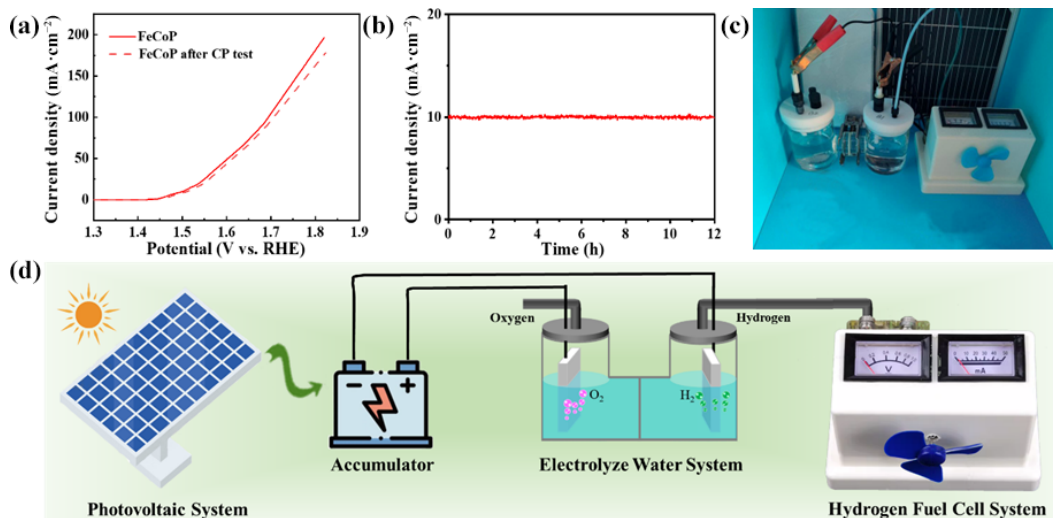 (a)
Current density (mA·cm⁻²)
200
150
100
50
0
FeCoP
FeCoP after CP test
1.3 1.4 1.5 1.6 1.7 1.8 1.9
Potential (V vs. RHE)
(b)
Current density (mA·cm⁻²)
20
10
0
0 2 4 6 8 10 12
Time (h)
(c)
(d)
Oxygen
Hydrogen
O₂
H₂
− +
V
mA
Accumulator
Electrolyze Water System
Photovoltaic System
Hydrogen Fuel Cell System